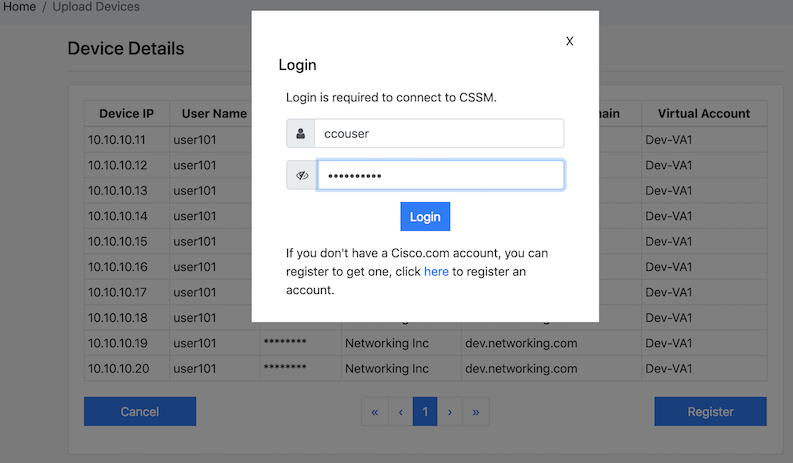 Home / Upload Devices
Device Details
X
Login
Login is required to connect to CSSM.
ccouser
••••••••••
Login
If you don't have a Cisco.com account, you can
register to get one, click here to register an
account.
Device IP User Name Virtual Account
10.10.10.11 user101 Dev-VA1
10.10.10.12 user101 Dev-VA1
10.10.10.13 user101 Dev-VA1
10.10.10.14 user101 Dev-VA1
10.10.10.15 user101 Dev-VA1
10.10.10.16 user101 Dev-VA1
10.10.10.17 user101 Dev-VA1
10.10.10.18 user101 Dev-VA1
10.10.10.19 user101 ******** Networking Inc dev.networking.com Dev-VA1
10.10.10.20 user101 ******** Networking Inc dev.networking.com Dev-VA1
Cancel « ‹ 1 › » Register